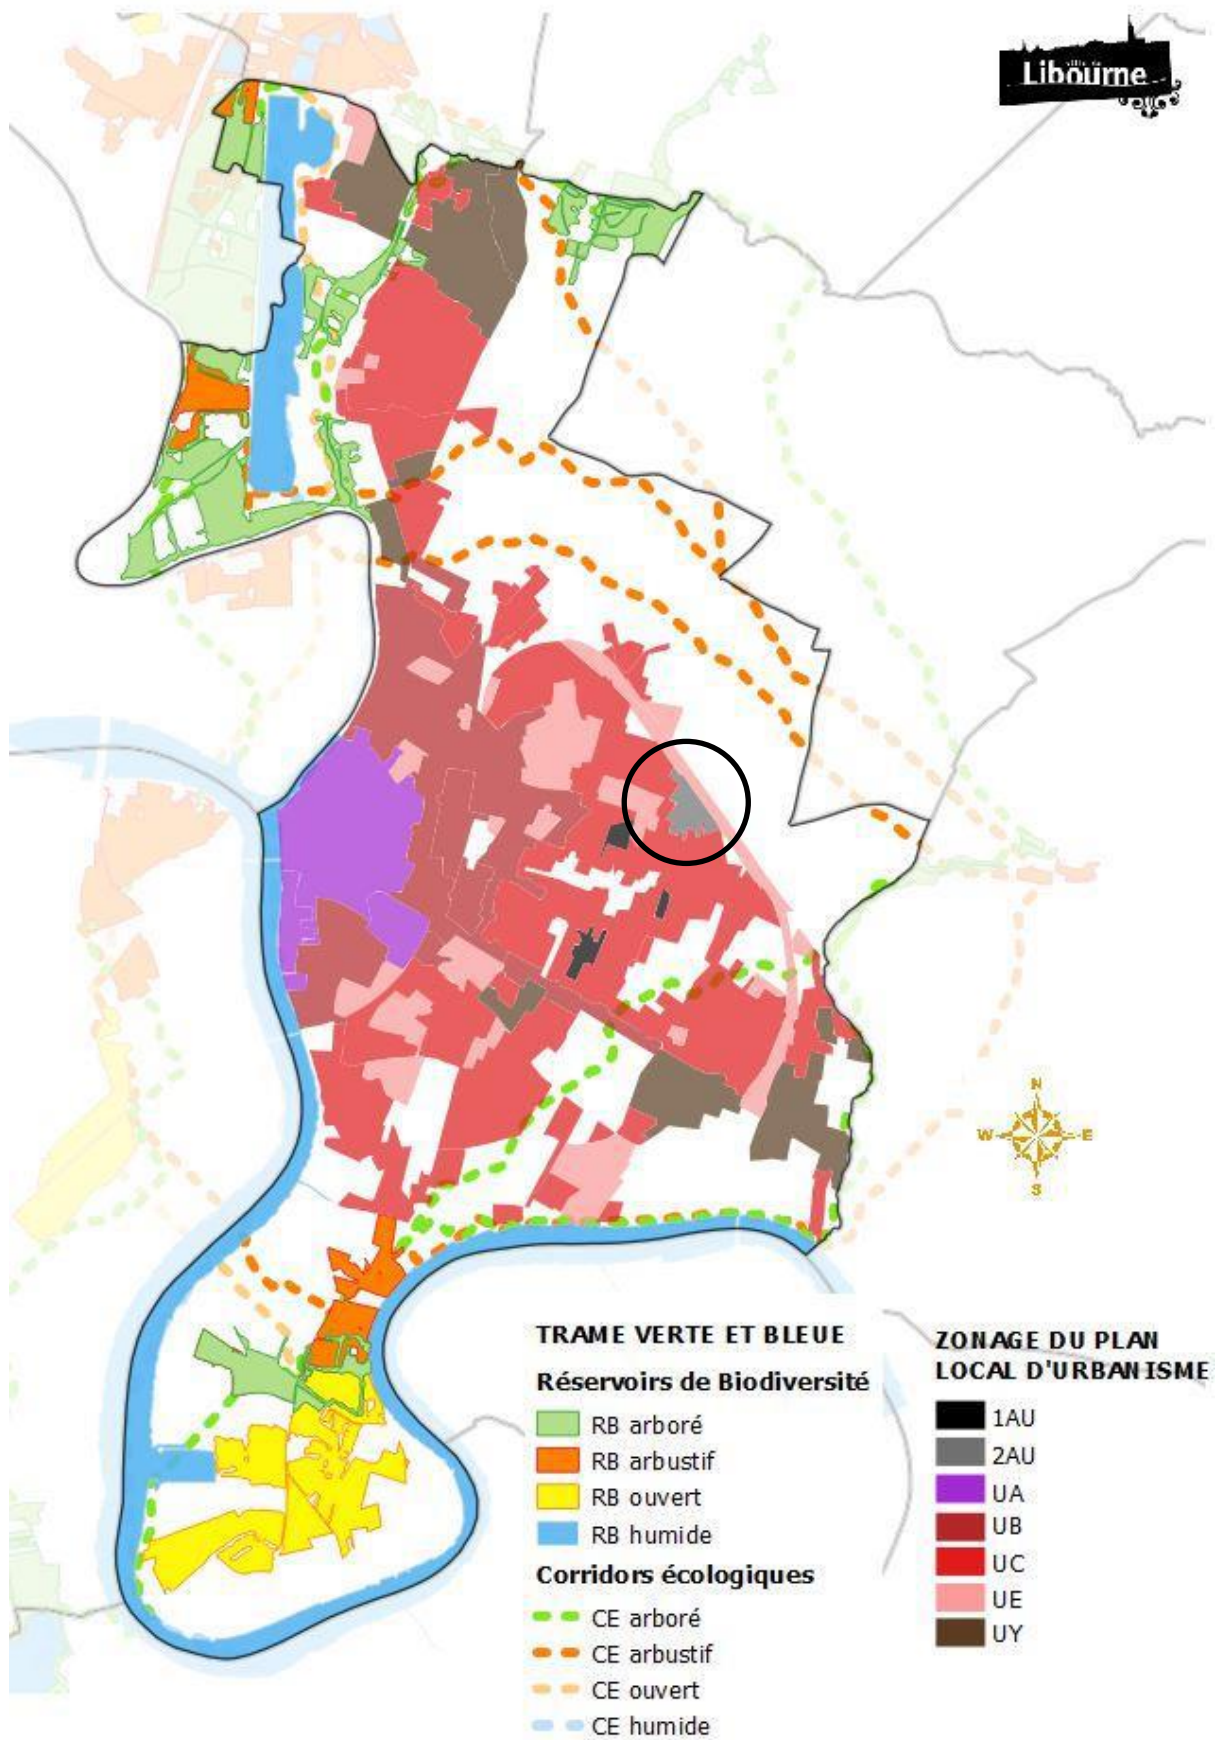 ville de
Libourne
N
W E
S
TRAME VERTE ET BLEUE
Réservoirs de Biodiversité
RB arboré
RB arbustif
RB ouvert
RB humide
Corridors écologiques
CE arboré
CE arbustif
CE ouvert
CE humide
ZONAGE DU PLAN
LOCAL D'URBANISME
1AU
2AU
UA
UB
UC
UE
UY